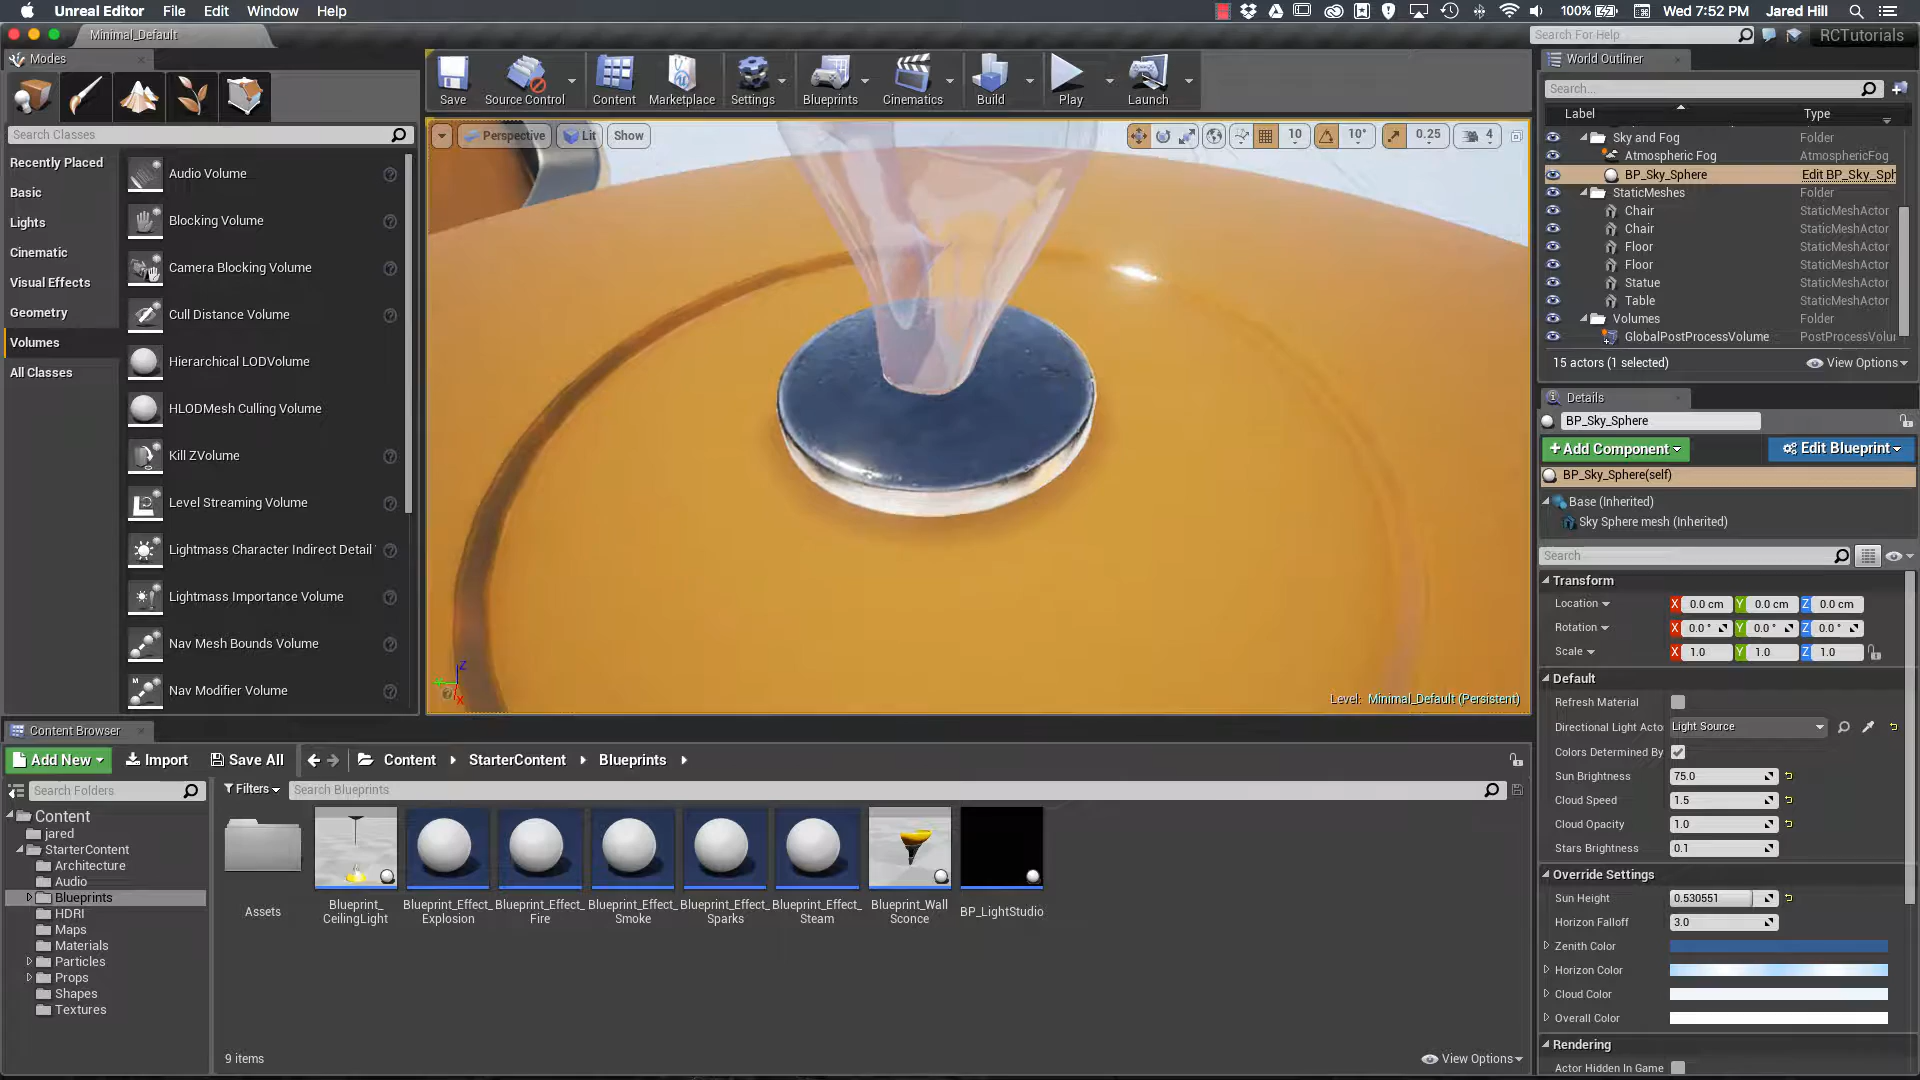 Unreal Editor File Edit Window Help
100% Wed 7:52 PM Jared Hill
Minimal_Default
Search For Help
RCTutorials
Modes
Search Classes
Recently Placed
Basic
Lights
Cinematic
Visual Effects
Geometry
Volumes
All Classes
Audio Volume
Blocking Volume
Camera Blocking Volume
Cull Distance Volume
Hierarchical LODVolume
HLODMesh Culling Volume
Kill ZVolume
Level Streaming Volume
Lightmass Character Indirect Detail
Lightmass Importance Volume
Nav Mesh Bounds Volume
Nav Modifier Volume
Save
Source Control
Content
Marketplace
Settings
Blueprints
Cinematics
Build
Play
Launch
Perspective
Lit
Show
10
10°
0.25
4
Z
X
Level: Minimal_Default (Persistent)
World Outliner
Search...
Label
Type
Sky and Fog Folder
Atmospheric Fog AtmosphericFog
BP_Sky_Sphere Edit BP_Sky_Sph
StaticMeshes Folder
Chair StaticMeshActor
Chair StaticMeshActor
Floor StaticMeshActor
Floor StaticMeshActor
Statue StaticMeshActor
Table StaticMeshActor
Volumes Folder
GlobalPostProcessVolume PostProcessVolu
15 actors (1 selected)
View Options
Details
BP_Sky_Sphere
+Add Component
Edit Blueprint
BP_Sky_Sphere(self)
Base (Inherited)
Sky Sphere mesh (Inherited)
Search
Transform
Location X 0.0 cm Y 0.0 cm Z 0.0 cm
Rotation X 0.0 ° Y 0.0 ° Z 0.0 °
Scale X 1.0 Y 1.0 Z 1.0
Default
Refresh Material
Directional Light Acto Light Source
Colors Determined By
Sun Brightness 75.0
Cloud Speed 1.5
Cloud Opacity 1.0
Stars Brightness 0.1
Override Settings
Sun Height 0.530551
Horizon Falloff 3.0
Zenith Color
Horizon Color
Cloud Color
Overall Color
Rendering
Actor Hidden In Game
Content Browser
Add New
Import
Save All
Content
StarterContent
Blueprints
Search Folders
Filters
Search Blueprints
Content
jared
StarterContent
Architecture
Audio
Blueprints
HDRI
Maps
Materials
Particles
Props
Shapes
Textures
Assets
Blueprint_
CeilingLight
Blueprint_Effect_
Explosion
Blueprint_Effect_
Fire
Blueprint_Effect_
Smoke
Blueprint_Effect_
Sparks
Blueprint_Effect_
Steam
Blueprint_Wall
Sconce
BP_LightStudio
9 items
View Options